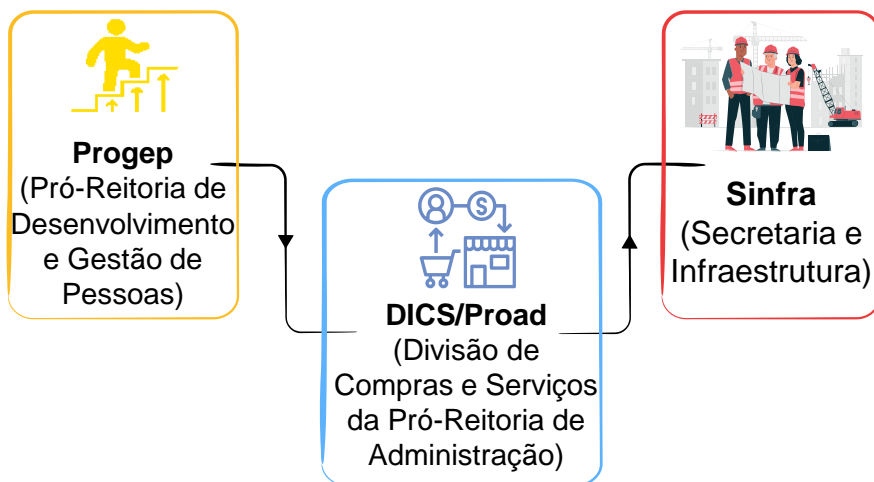 Progep
(Pró-Reitoria de
Desenvolvimento
e Gestão de
Pessoas)
DICS/Proad
(Divisão de
Compras e Serviços
da Pró-Reitoria de
Administração)
Sinfra
(Secretaria e
Infraestrutura)